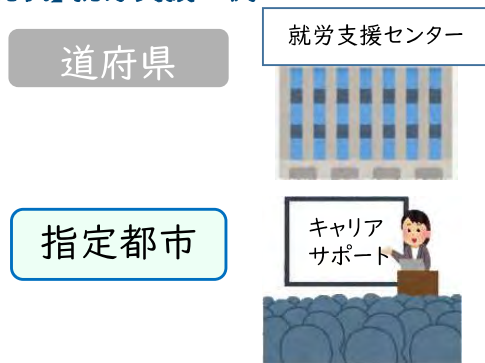 道府県
就労支援センター
指定都市
キャリア
サポート